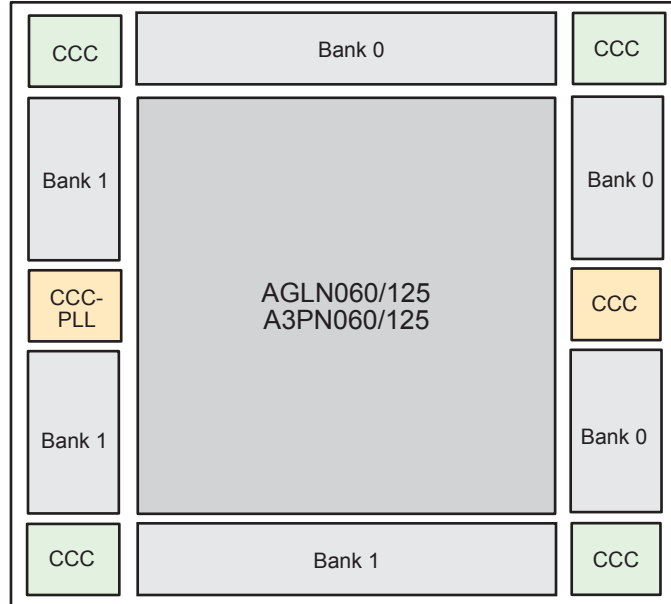 CCC
Bank 0
CCC
Bank 1
Bank 0
CCC-
PLL
AGLN060/125
A3PN060/125
CCC
Bank 1
Bank 0
CCC
Bank 1
CCC